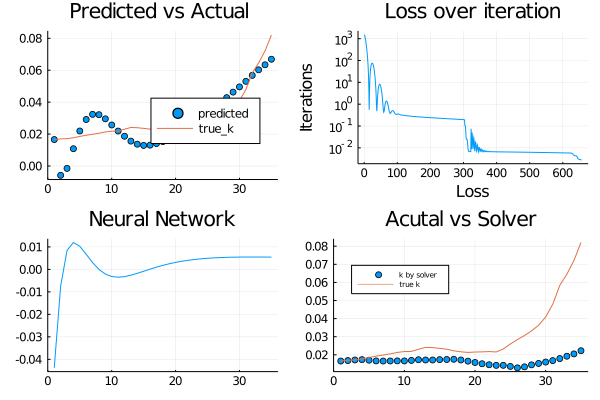 Predicted vs Actual
0.08
0.06
0.04
0.02
0.00
predicted
true_k
0 10 20 30
Loss over iteration
Iterations
10^3
10^2
10^1
10^0
10^-1
10^-2
0 100 200 300 400 500 600
Loss
Neural Network
0.01
0.00
-0.01
-0.02
-0.03
-0.04
0 10 20 30
Acutal vs Solver
0.08
0.07
0.06
0.05
0.04
0.03
0.02
k by solver
true k
0 10 20 30